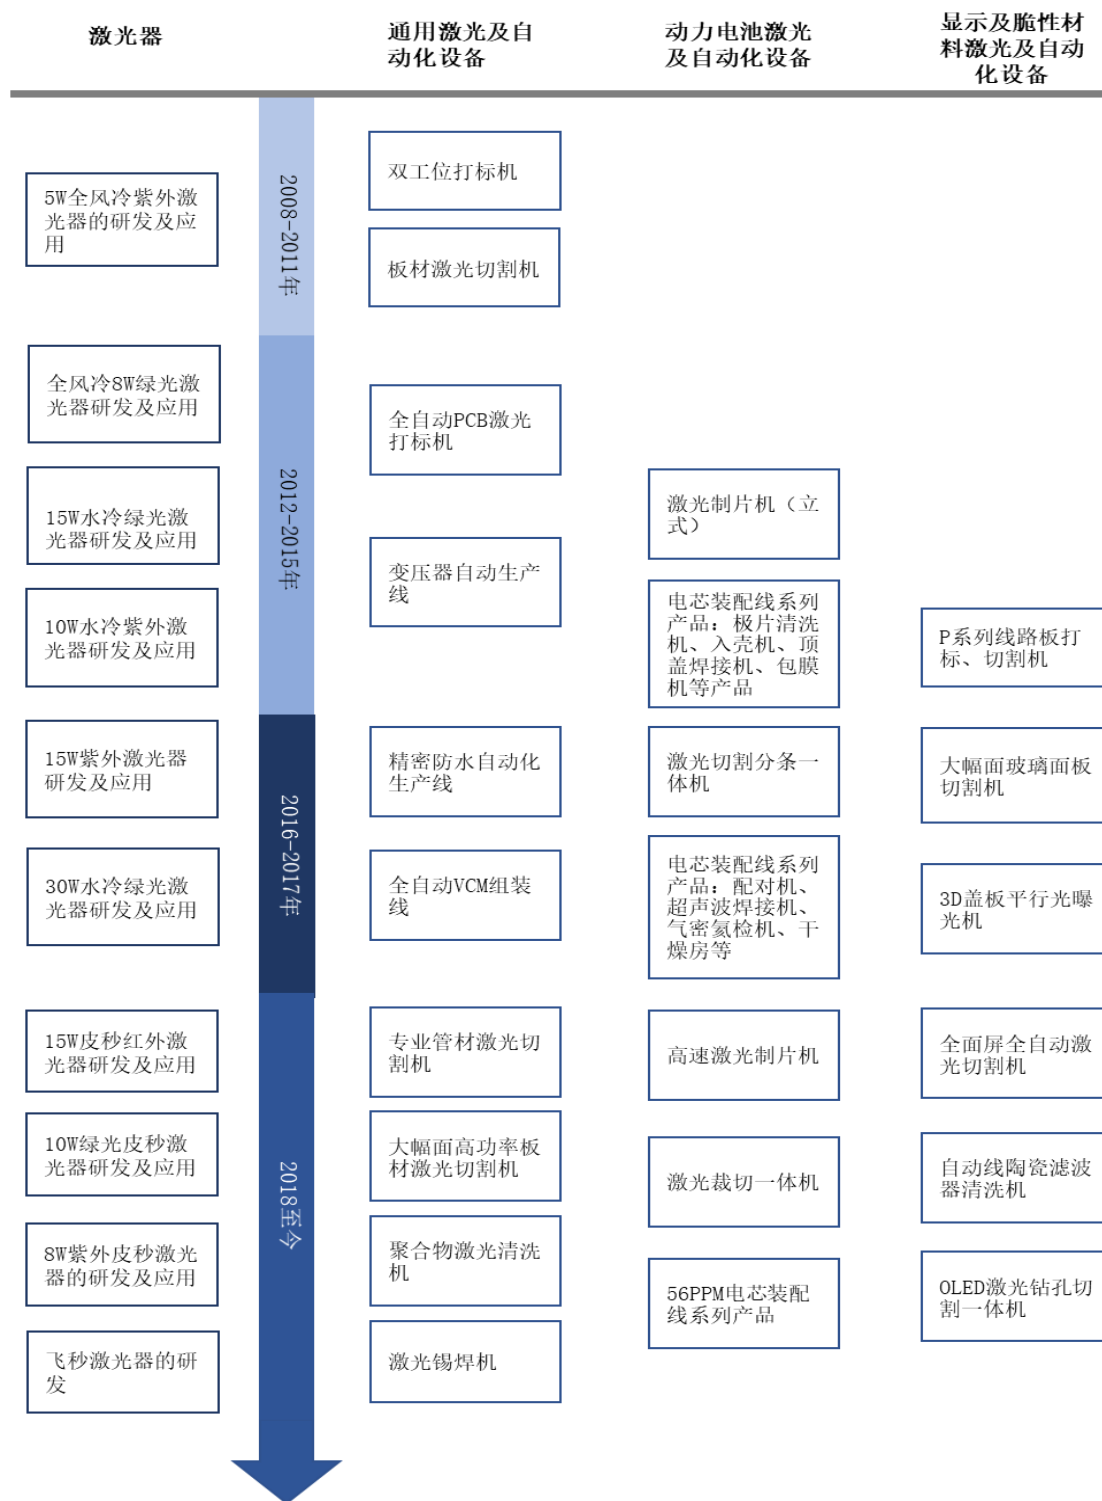 激光器
通用激光及自
动化设备
动力电池激光
及自动化设备
显示及脆性材
料激光及自动
化设备
2008-2011年
5W全风冷紫外激
光器的研发及应
用
双工位打标机
板材激光切割机
2012-2015年
全风冷8W绿光激
光器研发及应用
15W水冷绿光激
光器研发及应用
10W水冷紫外激
光器研发及应用
全自动PCB激光
打标机
变压器自动生产
线
激光制片机（立
式）
电芯装配线系列
产品：极片清洗
机、入壳机、顶
盖焊接机、包膜
机等产品
P系列线路板打
标、切割机
2016-2017年
15W紫外激光器
研发及应用
30W水冷绿光激
光器研发及应用
精密防水自动化
生产线
全自动VCM组装
线
激光切割分条一
体机
电芯装配线系列
产品：配对机、
超声波焊接机、
气密氦检机、干
燥房等
大幅面玻璃面板
切割机
3D盖板平行光曝
光机
2018至今
15W皮秒红外激
光器研发及应用
10W绿光皮秒激
光器研发及应用
8W紫外皮秒激光
器的研发及应用
飞秒激光器的研
发
专业管材激光切
割机
大幅面高功率板
材激光切割机
聚合物激光清洗
机
激光锡焊机
高速激光制片机
激光裁切一体机
56PPM电芯装配
线系列产品
全面屏全自动激
光切割机
自动线陶瓷滤波
器清洗机
OLED激光钻孔切
割一体机